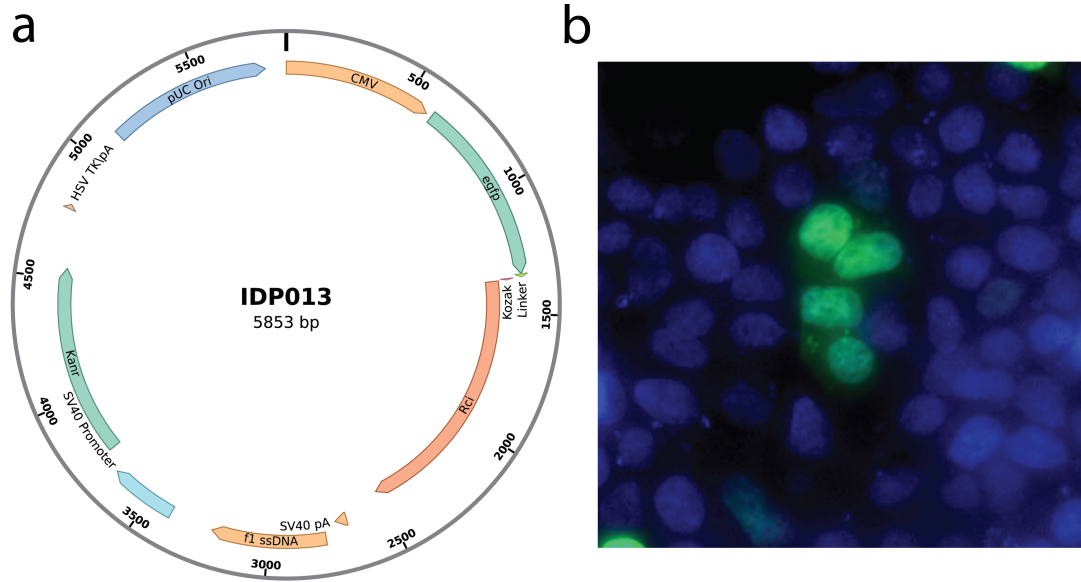 a
b
CMV
500
egfp
1000
Linker
Kozak
1500
Rci
2000
2500
SV40 pA
f1 ssDNA
3000
3500
SV40 Promoter
4000
Kanr
4500
HSV TK\pA
5000
pUC Ori
5500
IDP013
5853 bp